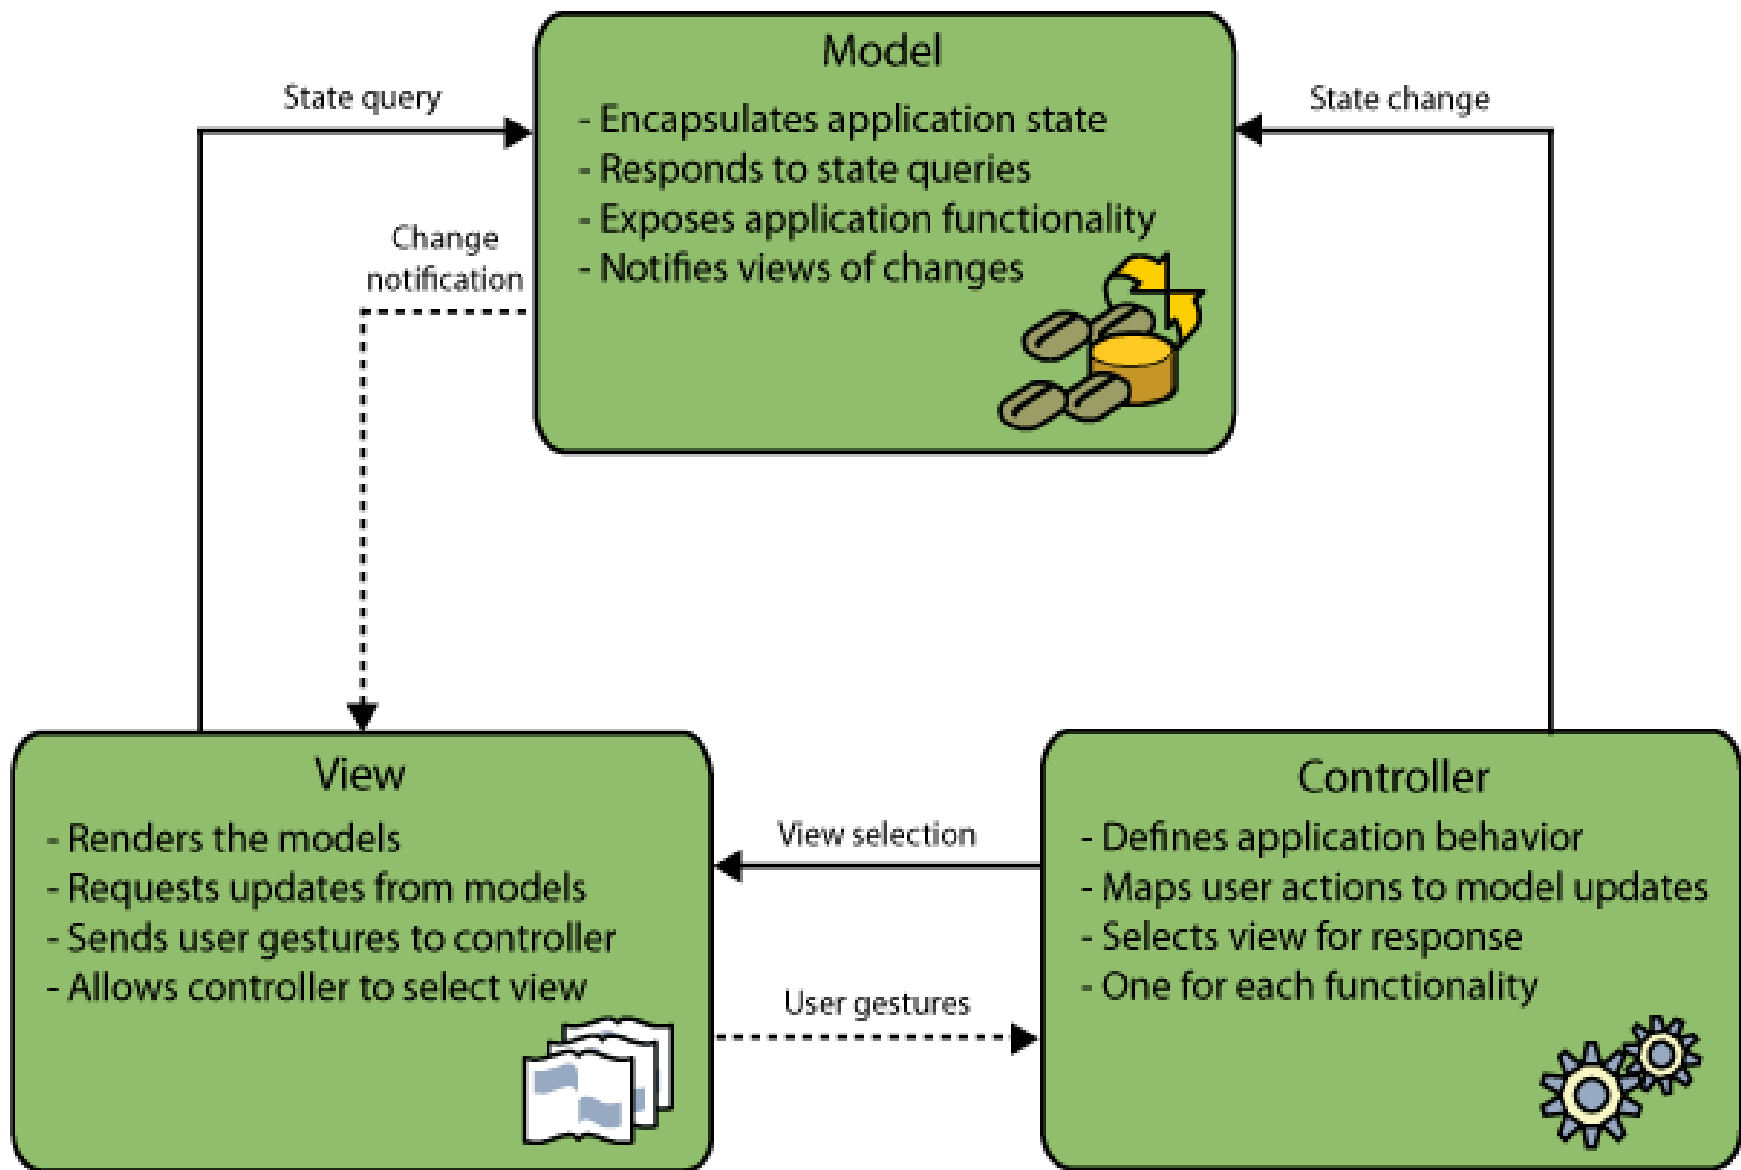 Model
- Encapsulates application state
- Responds to state queries
- Exposes application functionality
- Notifies views of changes
State query
State change
Change
notification
View
- Renders the models
- Requests updates from models
- Sends user gestures to controller
- Allows controller to select view
View selection
User gestures
Controller
- Defines application behavior
- Maps user actions to model updates
- Selects view for response
- One for each functionality